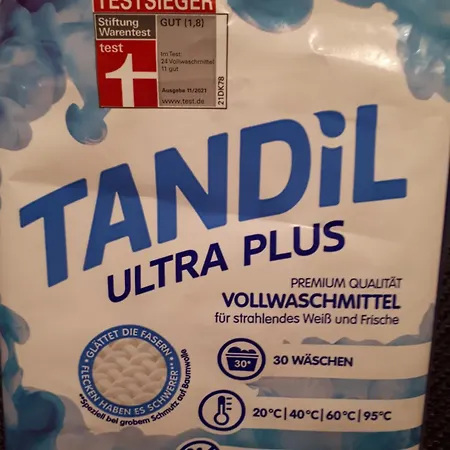 TESTSIEGER
Stiftung
Warentest
GUT (1,8)
test
Im Test:
24 Vollwaschmittel
11 gut
Ausgabe 11/2021
www.test.de
21DK78
TANDiL
ULTRA PLUS
PREMIUM QUALITÄT
VOLLWASCHMITTEL
für strahlendes Weiß und Frische
GLÄTTET DIE FASERN
FLECKEN HABEN ES SCHWERER**
**Speziell bei grobem Schmutz auf Baumwolle
30*
30 WÄSCHEN
20°C | 40°C | 60°C | 95°C